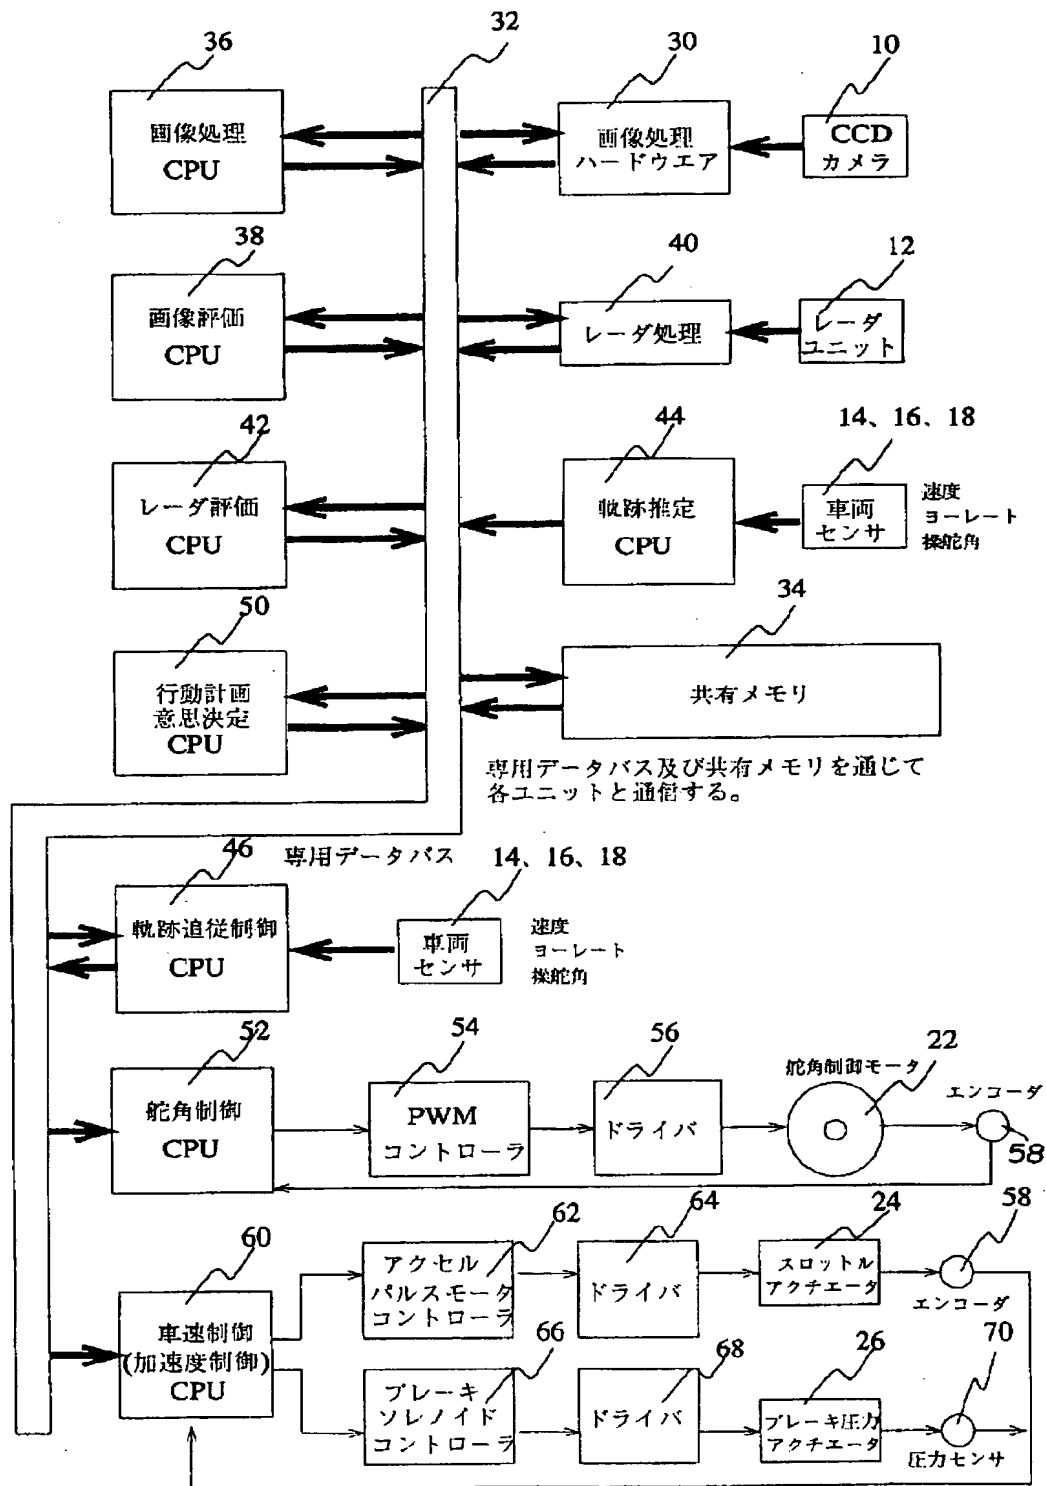 36
32
30
10
画像処理
CPU
画像処理
ハードウエア
CCD
カメラ
38
40
12
画像評価
CPU
レーダ処理
レーダ
ユニット
42
44
14、16、18
レーダ評価
CPU
軌跡推定
CPU
車両
センサ
速度
ヨーレート
操舵角
50
34
行動計画
意思決定
CPU
共有メモリ
専用データバス及び共有メモリを通じて
各ユニットと通信する。
46
専用データバス
14、16、18
軌跡追従制御
CPU
車両
センサ
速度
ヨーレート
操舵角
52
54
56
舵角制御モータ
22
エンコーダ
舵角制御
CPU
PWM
コントローラ
ドライバ
58
60
62
64
24
58
アクセル
パルスモータ
コントローラ
ドライバ
スロットル
アクチエータ
エンコーダ
車速制御
(加速度制御)
CPU
66
68
26
70
ブレーキ
ソレノイド
コントローラ
ドライバ
ブレーキ圧力
アクチエータ
圧力センサ